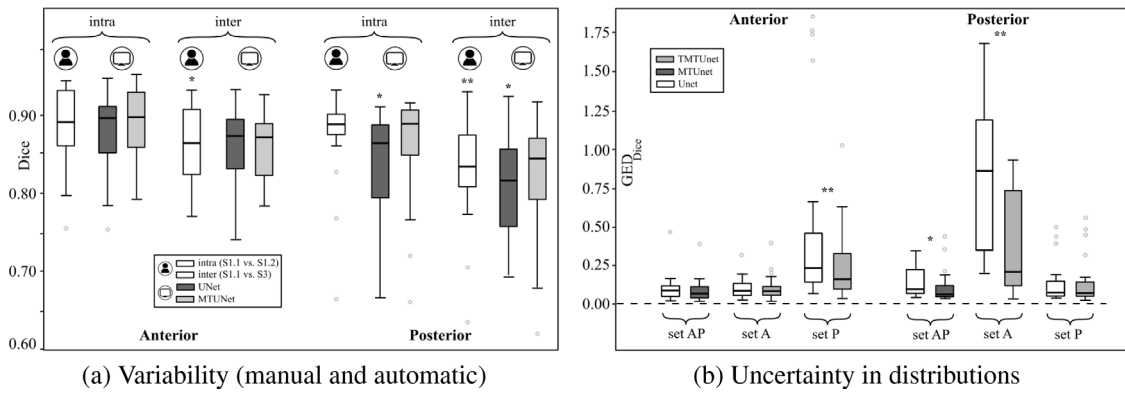 intra
inter
intra
inter
*
**
*
*
0.90
0.80
0.70
0.60
Dice
intra (S1.1 vs. S1.2)
inter (S1.1 vs. S3)
UNet
MTUNet
Anterior
Posterior
(a) Variability (manual and automatic)
Anterior
Posterior
1.75
1.50
1.25
1.00
0.75
0.50
0.25
0.00
GED Dice
TMTUnet
MTUnet
Unet
**
**
*
set AP
set A
set P
set AP
set A
set P
(b) Uncertainty in distributions